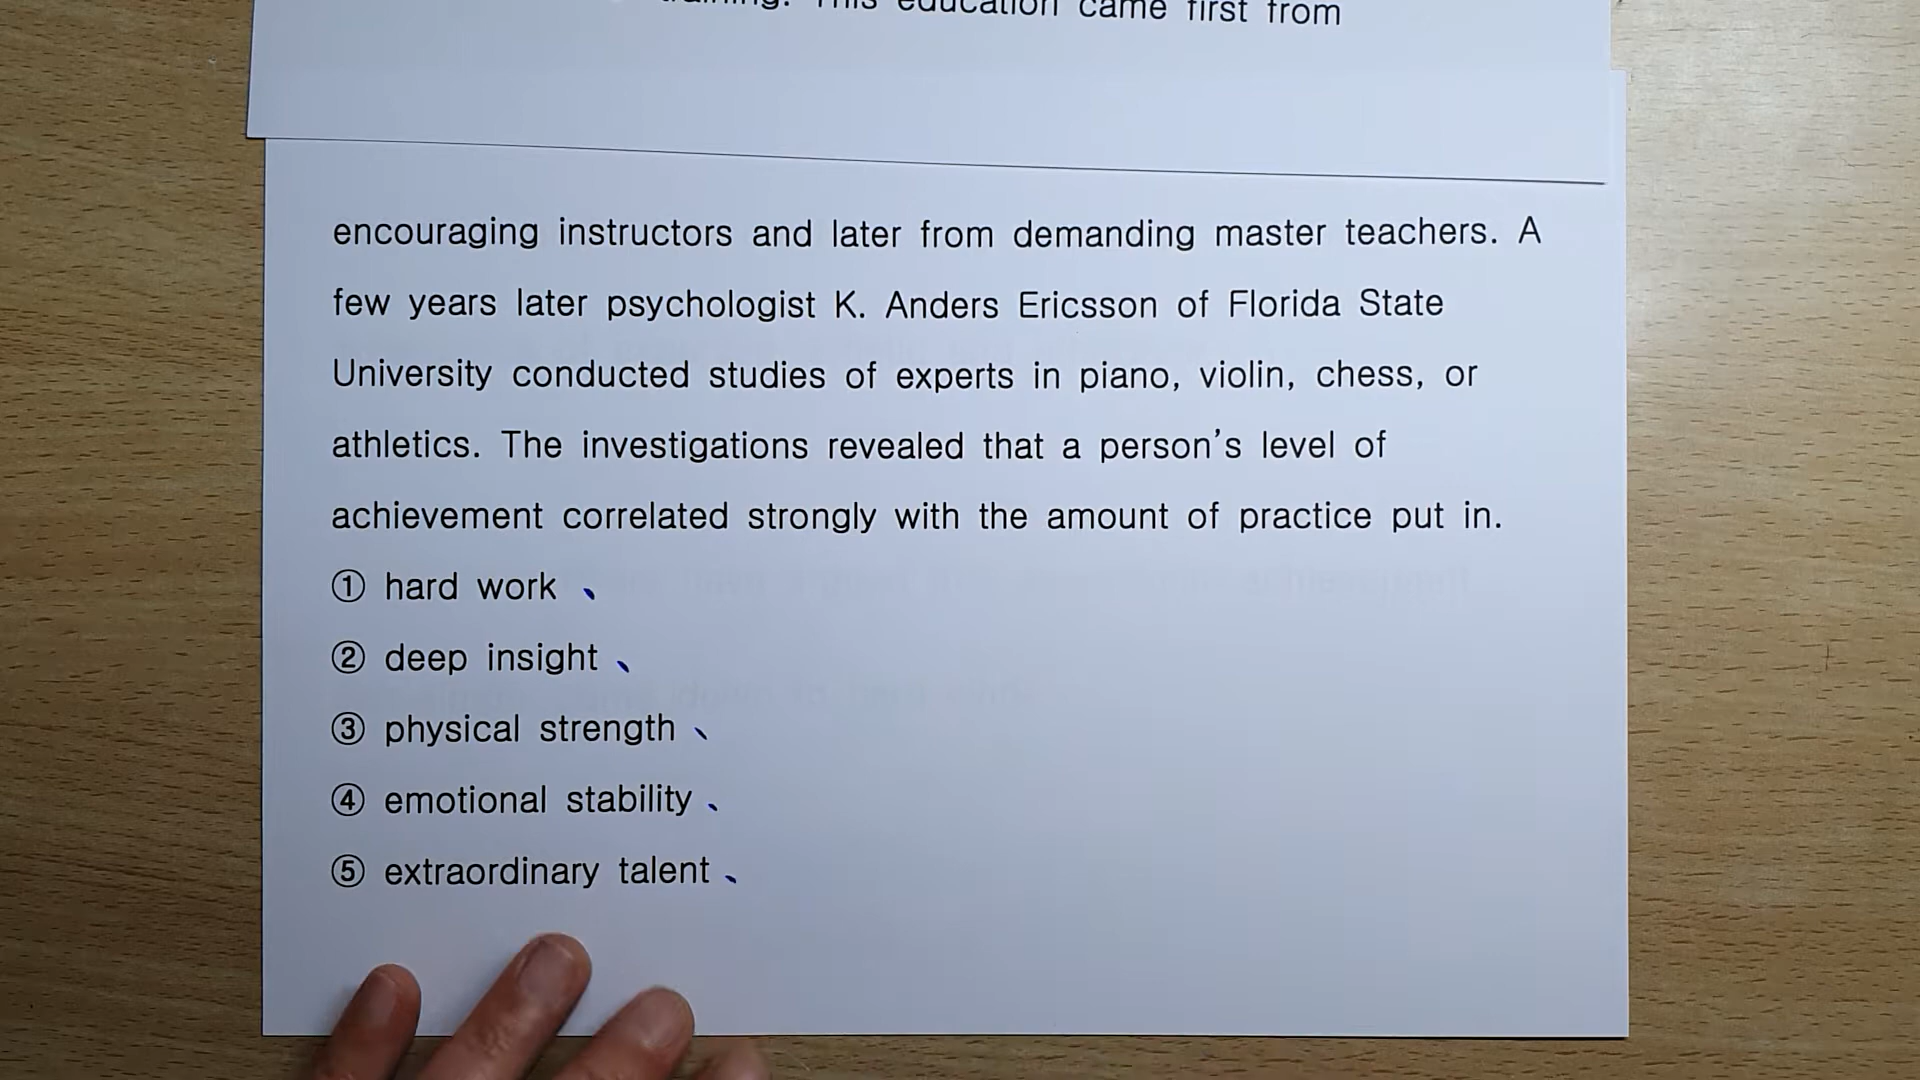 This education came first from
encouraging instructors and later from demanding master teachers. A
few years later psychologist K. Anders Ericsson of Florida State
University conducted studies of experts in piano, violin, chess, or
athletics. The investigations revealed that a person's level of
achievement correlated strongly with the amount of practice put in.
① hard work
② deep insight
③ physical strength
④ emotional stability
⑤ extraordinary talent